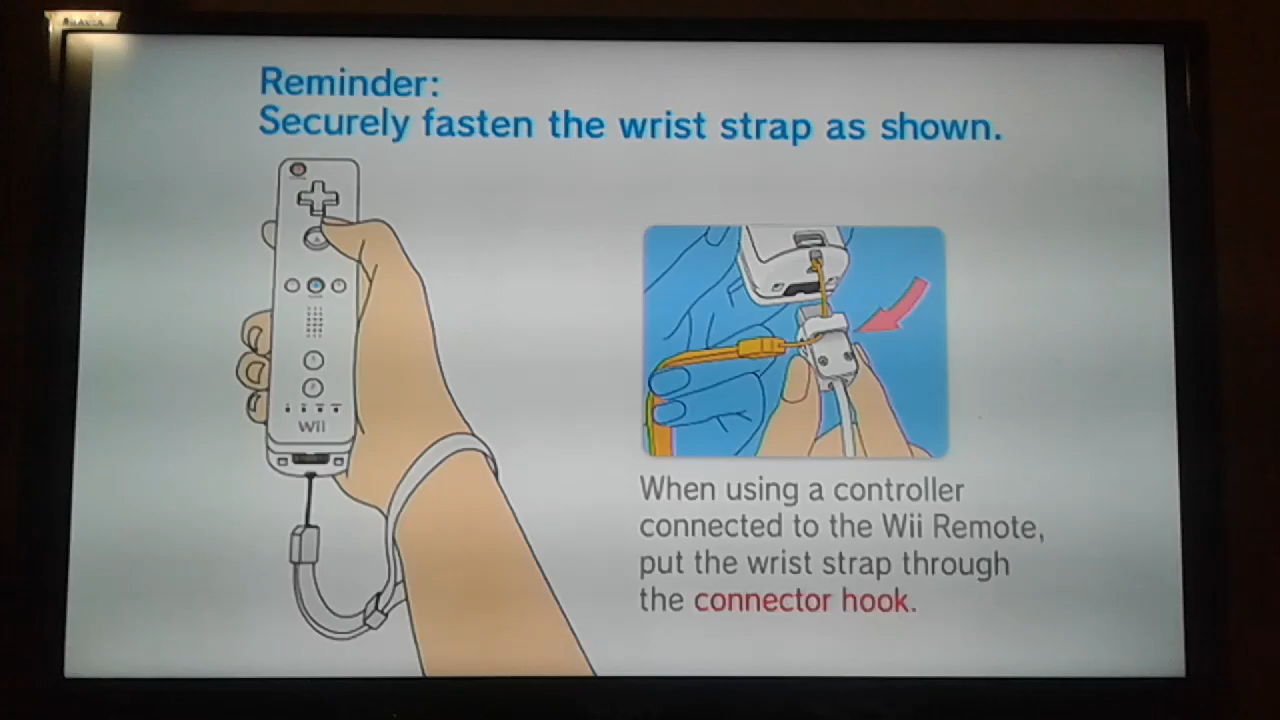 Reminder:
Securely fasten the wrist strap as shown.
Wii
When using a controller
connected to the Wii Remote,
put the wrist strap through
the connector hook.